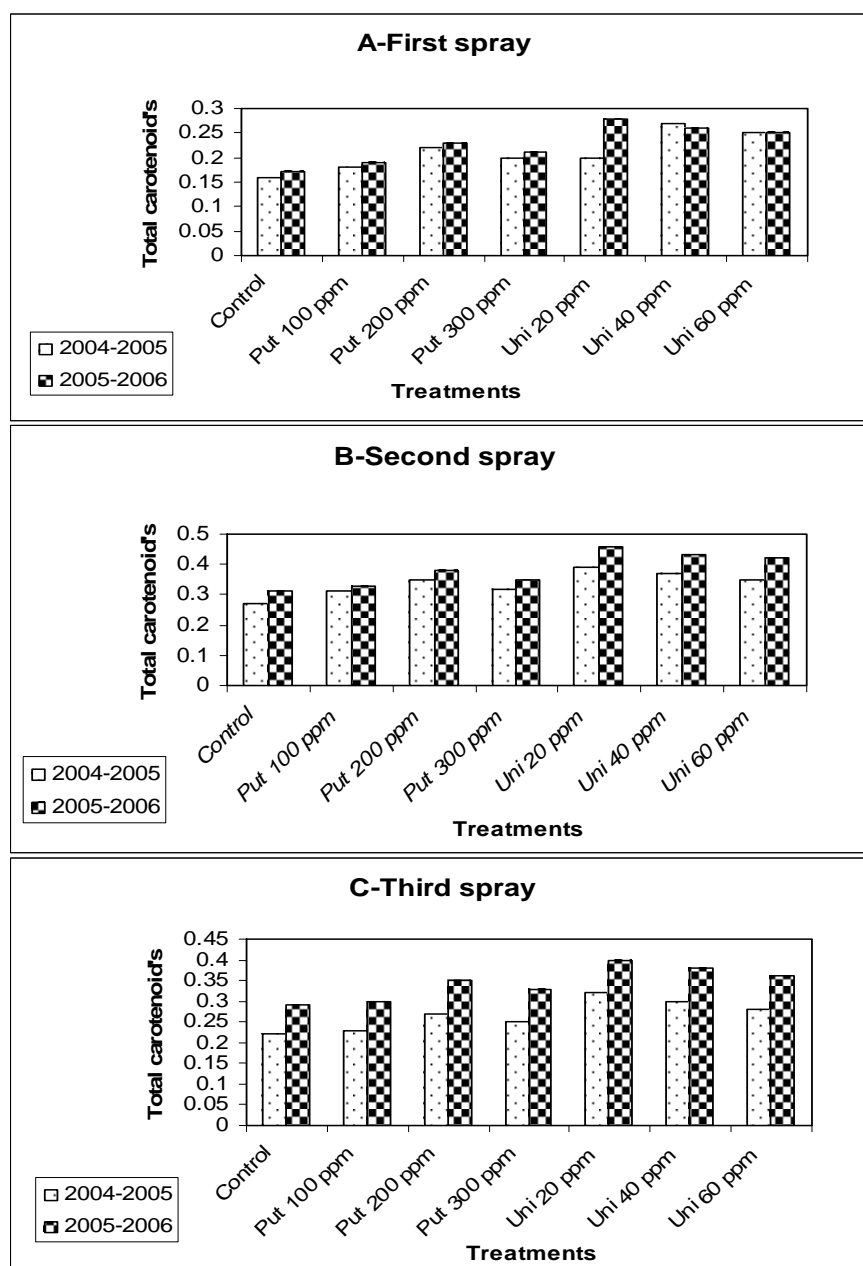 A-First spray
Total carotenoid's
0.3
0.25
0.2
0.15
0.1
0.05
0
Control
Put 100 ppm
Put 200 ppm
Put 300 ppm
Uni 20 ppm
Uni 40 ppm
Uni 60 ppm
2004-2005
2005-2006
Treatments
B-Second spray
Total carotenoid's
0.5
0.4
0.3
0.2
0.1
0
Control
Put 100 ppm
Put 200 ppm
Put 300 ppm
Uni 20 ppm
Uni 40 ppm
Uni 60 ppm
2004-2005
2005-2006
Treatments
C-Third spray
Total carotenoid's
0.45
0.4
0.35
0.3
0.25
0.2
0.15
0.1
0.05
0
Control
Put 100 ppm
Put 200 ppm
Put 300 ppm
Uni 20 ppm
Uni 40 ppm
Uni 60 ppm
2004-2005
2005-2006
Treatments